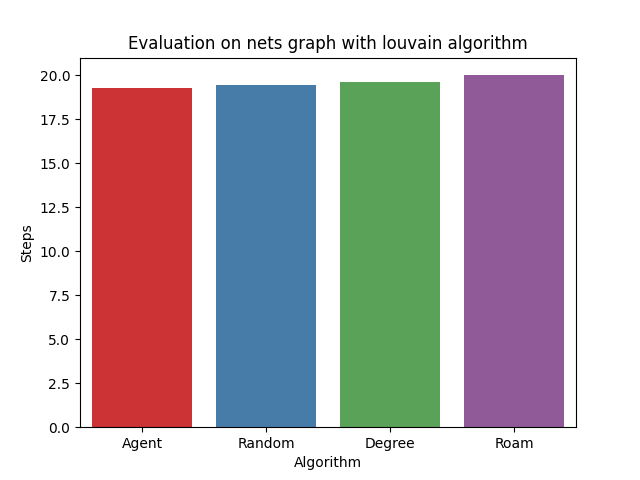 Evaluation on nets graph with louvain algorithm
20.0
17.5
15.0
12.5
10.0
7.5
5.0
2.5
0.0
Steps
Agent
Random
Degree
Roam
Algorithm